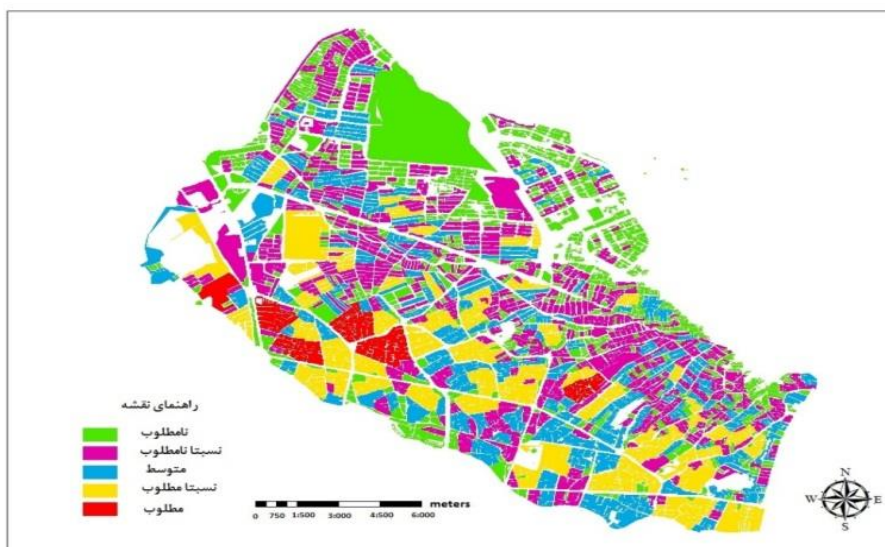 راهنمای نقشه
نامطلوب
نسبتا نامطلوب
متوسط
نسبتا مطلوب
مطلوب
0 750 1:500 3:000 4:500 6:000 meters
N
W E
S